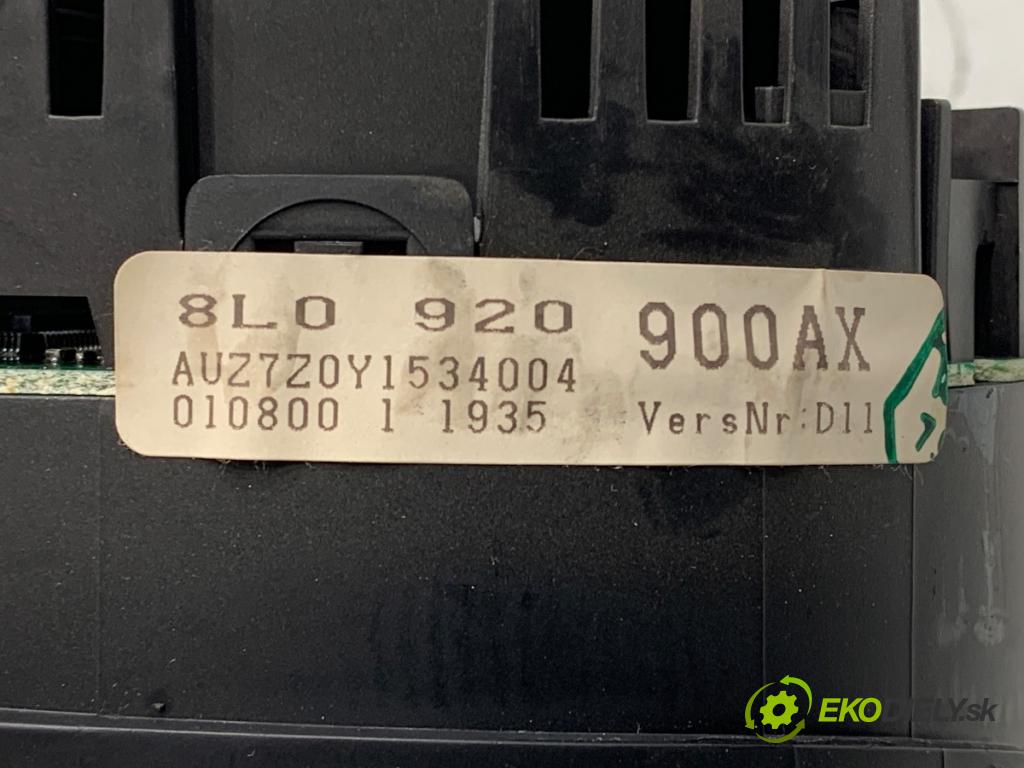 8L0 920 900AX
AUZ7Z0Y1534004
010800 1 1935 VersNr:D11
EKODIELY.sk